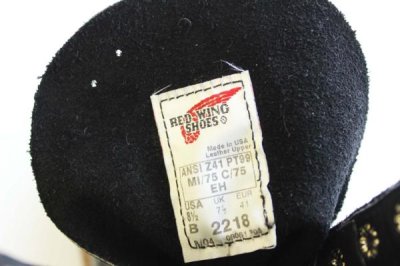 RED WING
SHOES®
Made in USA
Leather Upper
ANSI Z41 PT99
MI/75 C/75
EH
USA UK EUR
8½ 7½ 41
B 2218